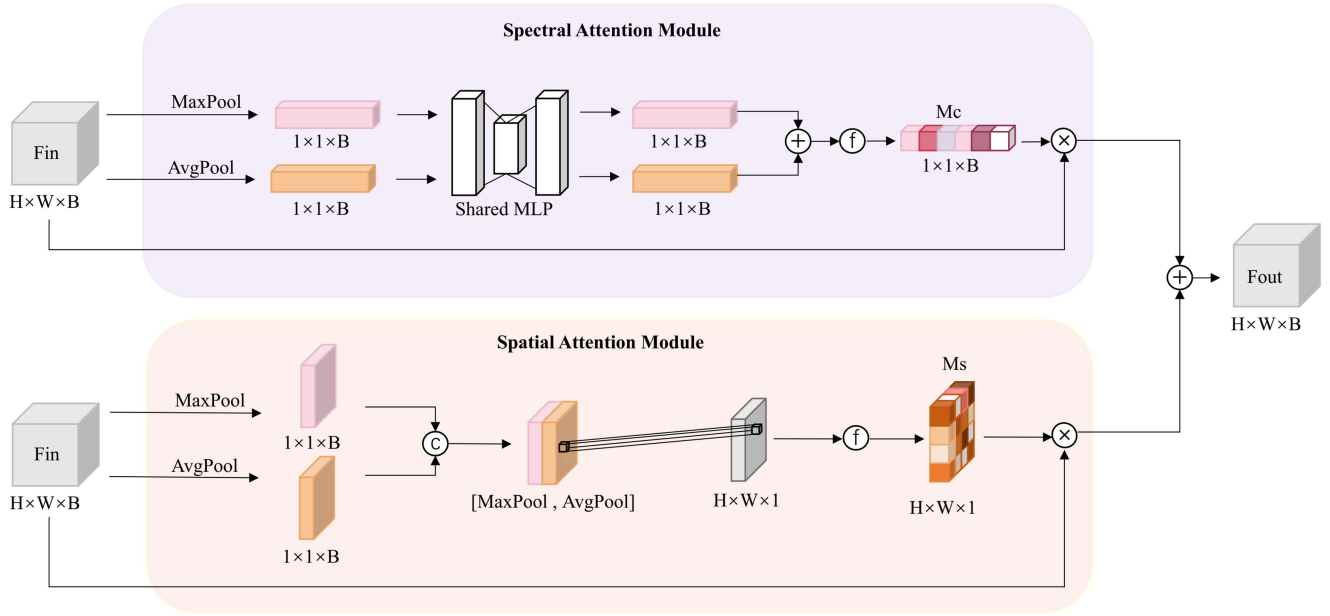 Spectral Attention Module
MaxPool
Fin
AvgPool
H×W×B
1×1×B
1×1×B
Shared MLP
1×1×B
1×1×B
+
f
Mc
1×1×B
×
+
Fout
H×W×B
Spatial Attention Module
MaxPool
Fin
AvgPool
H×W×B
1×1×B
1×1×B
c
[MaxPool , AvgPool]
H×W×1
f
Ms
H×W×1
×